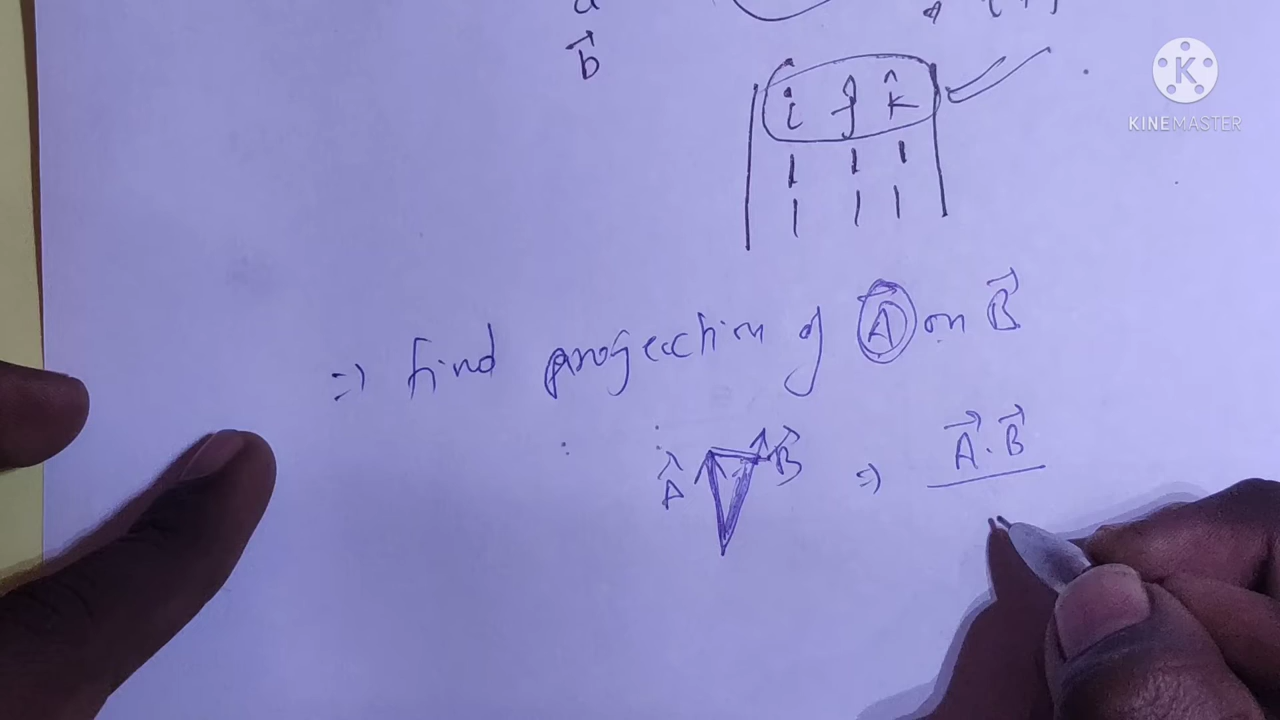 b⃗
î ĵ k̂
=> find projection of A⃗ on B⃗
A⃗ B⃗ => A⃗ . B⃗
K
KINEMASTER